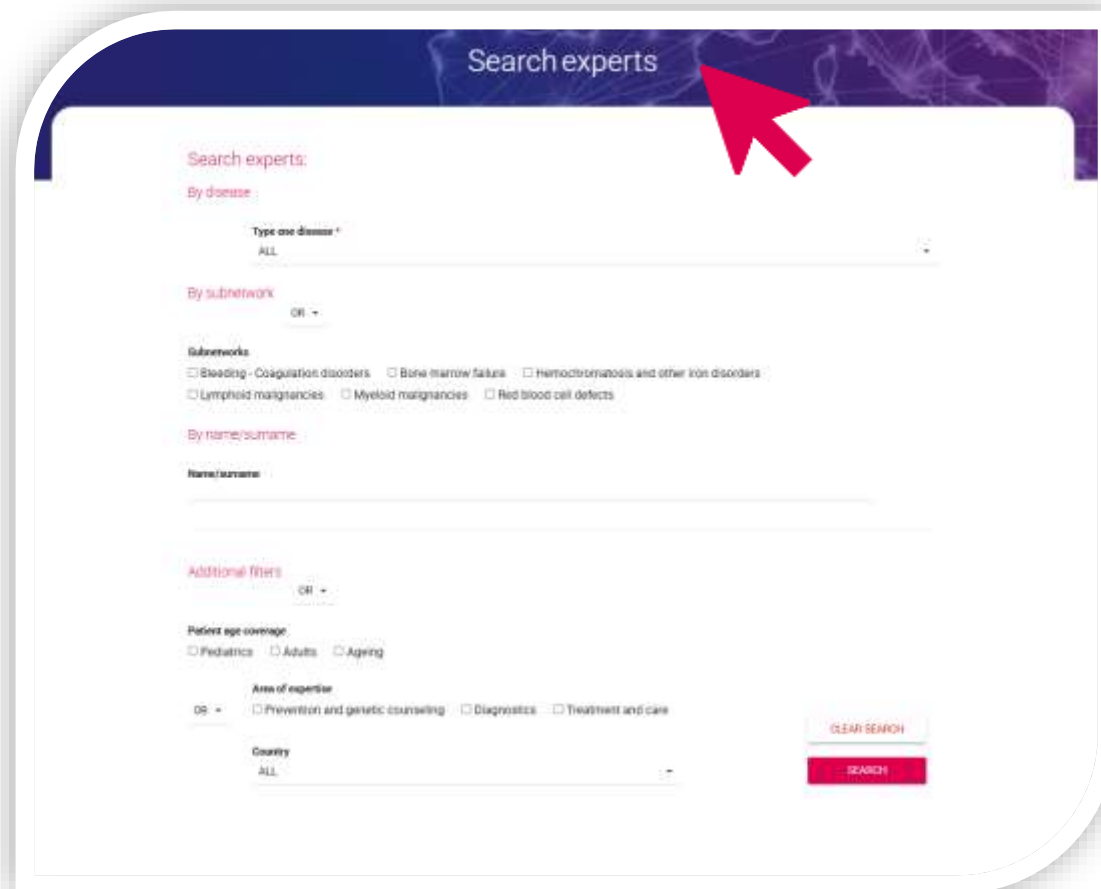 Search experts
Search experts:
By disease
Type one disease *
ALL
By subnetwork
OR
Subnetworks
Bleeding - Coagulation disorders Bone marrow failure Hemochromatosis and other iron disorders
Lymphoid malignancies Myeloid malignancies Red blood cell defects
By name/surname
Name/surname
Additional filters
OR
Patient age coverage
Pediatrics Adults Ageing
Area of expertise
OR Prevention and genetic counseling Diagnostics Treatment and care
CLEAR SEARCH
Country
ALL
SEARCH